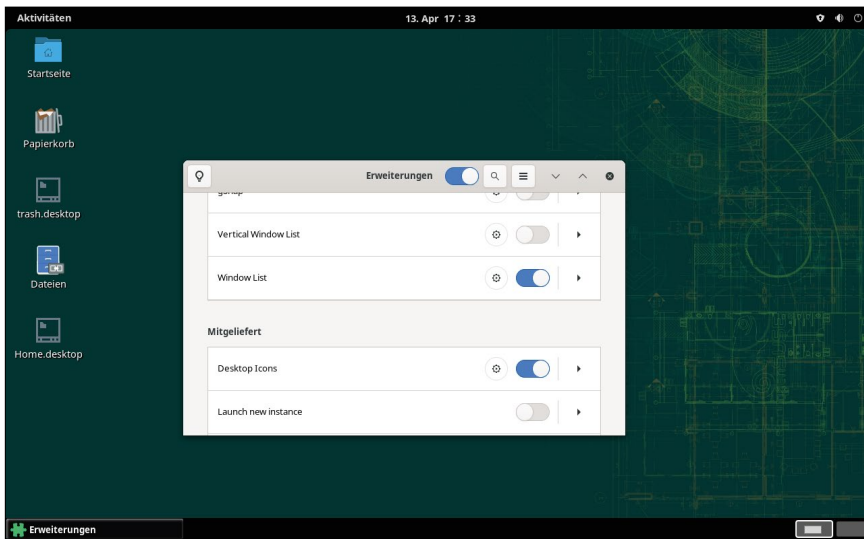 Aktivitäten
13. Apr 17:33
Startseite
Papierkorb
trash.desktop
Dateien
Home.desktop
Erweiterungen
Vertical Window List
Window List
Mitgeliefert
Desktop Icons
Launch new instance
Erweiterungen